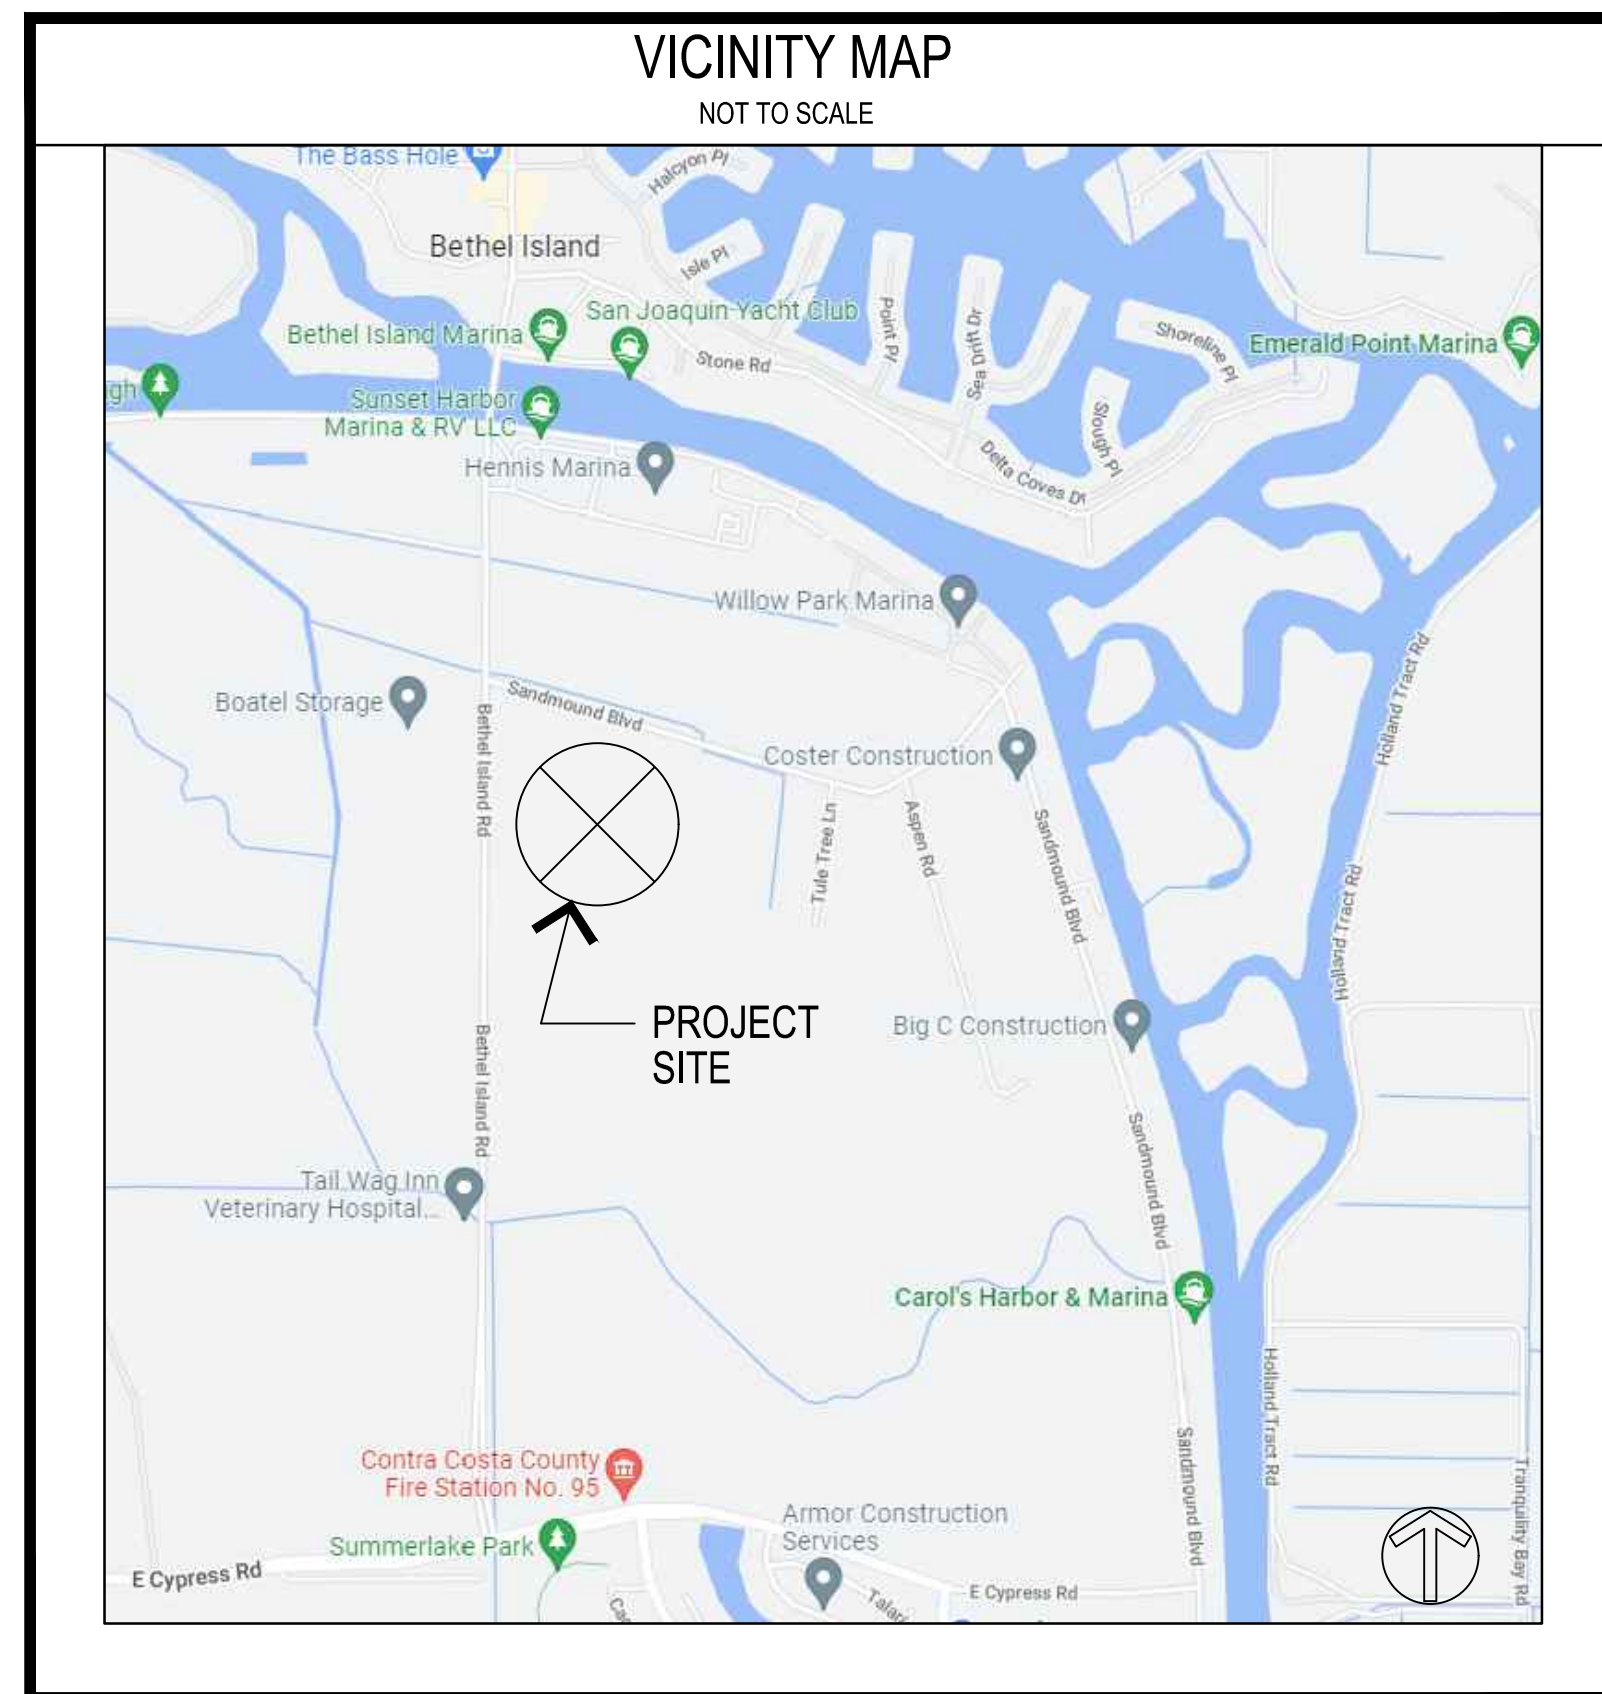 VICINITY MAP
NOT TO SCALE
The Bass Hole
Halcyon Pl
Bethel Island
Isle Pl
San Joaquin Yacht Club
Bethel Island Marina
Point Pl
Sea Drift Dr
Shoreline Pl
Emerald Point Marina
Stone Rd
gh
Sunset Harbor
Marina & RV LLC
Slough Pl
Hennis Marina
Delta Coves Dr
Willow Park Marina
Holland Tract Rd
Boatel Storage
Sandmound Blvd
Bethel Island Rd
Coster Construction
Tule Tree Ln
Aspen Rd
Sandmound Blvd
Holland Tract Rd
PROJECT
SITE
Big C Construction
Bethel Island Rd
Sandmound Blvd
Tail Wag Inn
Veterinary Hospital...
Carol's Harbor & Marina
Holland Tract Rd
Contra Costa County
Fire Station No. 95
Sandmound Blvd
Tranquility Bay Rd
Armor Construction
Services
Summerlake Park
E Cypress Rd
E Cypress Rd
Talari